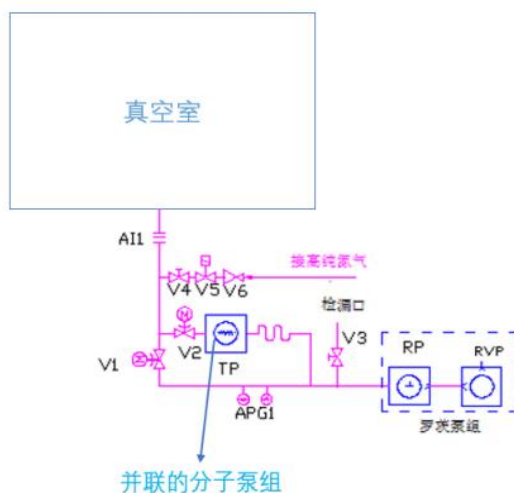 真空室
AI1
接高纯氮气
V4 V5 V6
检漏口
V2
V3
TP
V1
RP
RVP
APG1
罗茨泵组
并联的分子泵组